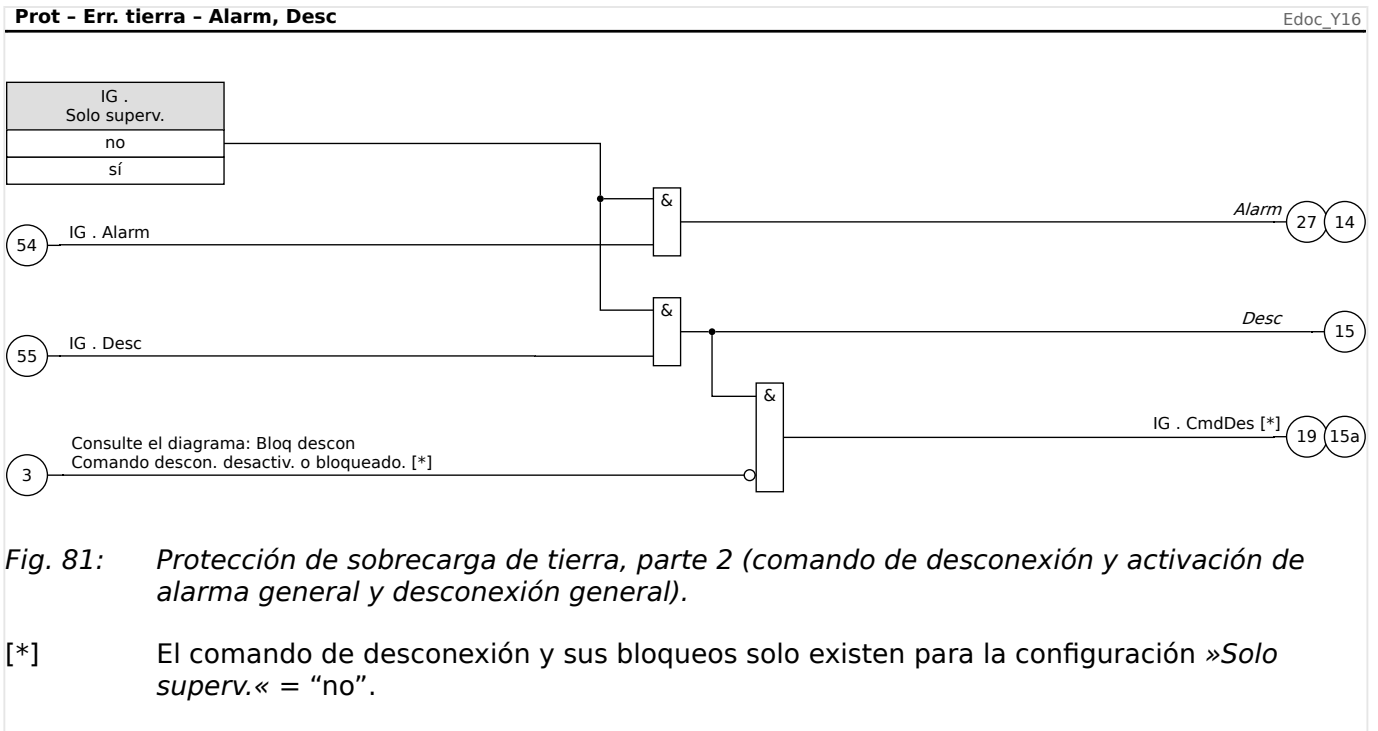 Prot – Err. tierra – Alarm, Desc
Edoc_Y16
IG .
Solo superv.
no
sí
&
Alarm
27
14
54
IG . Alarm
&
Desc
15
55
IG . Desc
&
IG . CmdDes [*]
19
15a
3
Consulte el diagrama: Bloq descon
Comando descon. desactiv. o bloqueado. [*]
Fig. 81: Protección de sobrecarga de tierra, parte 2 (comando de desconexión y activación de
alarma general y desconexión general).
[*] El comando de desconexión y sus bloqueos solo existen para la configuración »Solo
superv.« = “no”.